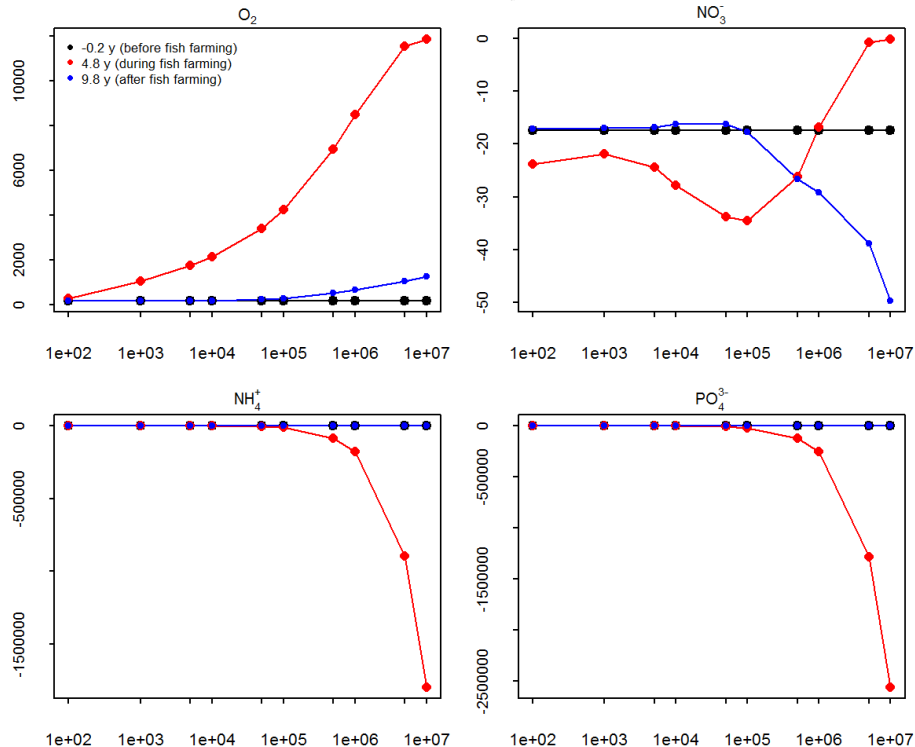 O₂
-0.2 y (before fish farming)
4.8 y (during fish farming)
9.8 y (after fish farming)
10000
6000
2000
0
1e+02 1e+03 1e+04 1e+05 1e+06 1e+07
NO₃⁻
0
-10
-20
-30
-40
-50
1e+02 1e+03 1e+04 1e+05 1e+06 1e+07
NH₄⁺
0
-500000
-1500000
1e+02 1e+03 1e+04 1e+05 1e+06 1e+07
PO₄³⁻
0
-500000
-1500000
-2500000
1e+02 1e+03 1e+04 1e+05 1e+06 1e+07